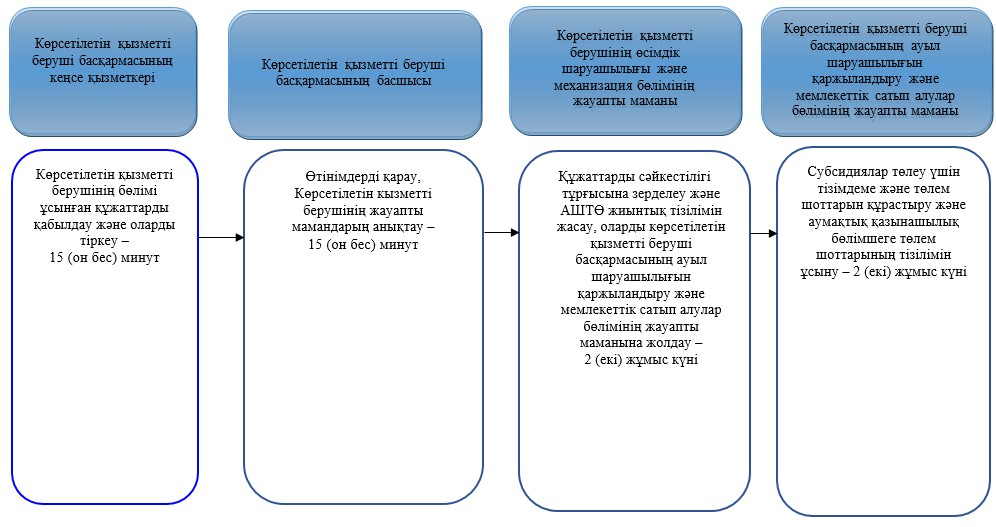 Көрсетілетін қызметті
беруші басқармасының
кеңсе қызметкері
Көрсетілетін қызметті беруші
басқармасының басшысы
Көрсетілетін қызметті
берушінің өсімдік
шаруашылығы және
механизация бөлімінің
жауапты маманы
Көрсетілетін қызметті беруші
басқармасының ауыл
шаруашылығын
қаржыландыру және
мемлекеттік сатып алулар
бөлімінің жауапты маманы
Көрсетілетін қызметті
берушінің бөлімі
ұсынған құжаттарды
қабылдау және оларды
тіркеу –
15 (он бес) минут
Өтінімдерді қарау,
Көрсетілетін кызметті
берушінің жауапты
мамандарың анықтау –
15 (он бес) минут
Құжаттарды сәйкестілігі
тұрғысына зерделеу және
АШТӨ жиынтық тізілімін
жасау, оларды көрсетілетін
қызметті беруші
басқармасының ауыл
шаруашылығын
қаржыландыру және
мемлекеттік сатып алулар
бөлімінің жауапты
маманына жолдау –
2 (екі) жұмыс күні
Субсидиялар төлеу үшін
тізімдеме және төлем
шоттарын құрастыру және
аумақтық қазынашылық
бөлімшеге төлем
шоттарының тізілімін
ұсыну – 2 (екі) жұмыс күні